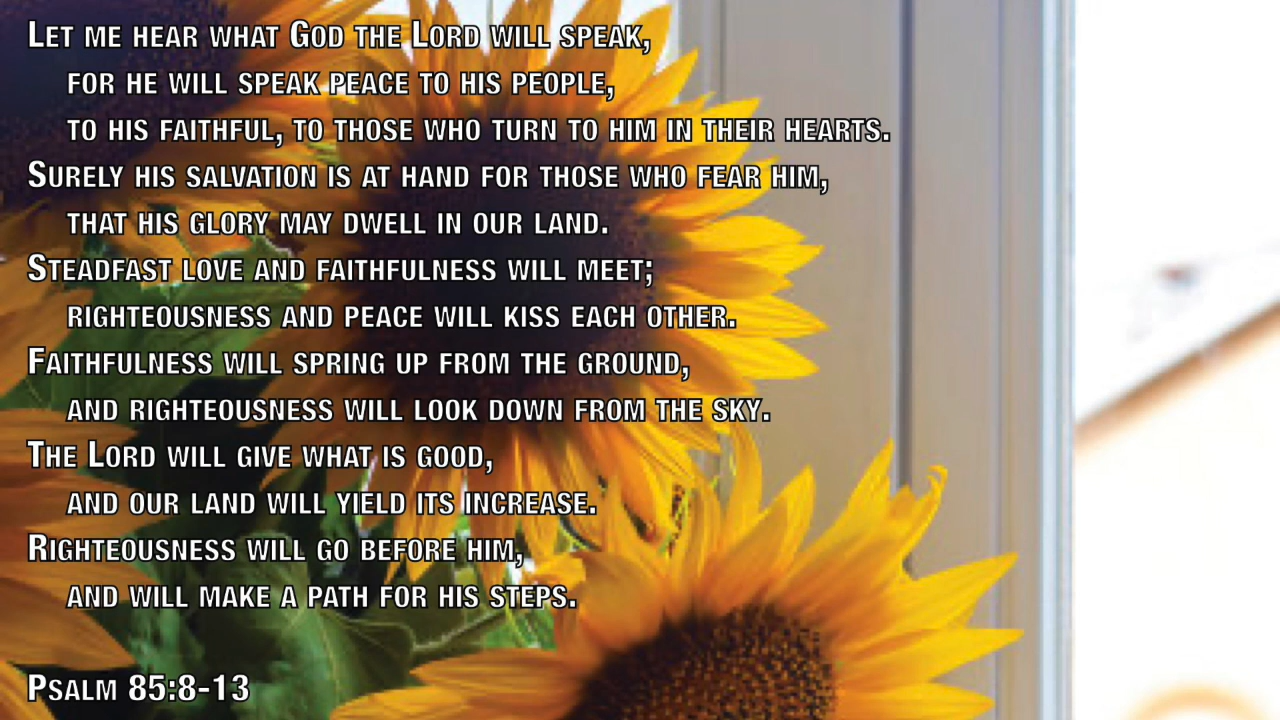 Let me hear what God the Lord will speak,
for he will speak peace to his people,
to his faithful, to those who turn to him in their hearts.
Surely his salvation is at hand for those who fear him,
that his glory may dwell in our land.
Steadfast love and faithfulness will meet;
righteousness and peace will kiss each other.
Faithfulness will spring up from the ground,
and righteousness will look down from the sky.
The Lord will give what is good,
and our land will yield its increase.
Righteousness will go before him,
and will make a path for his steps.
Psalm 85:8-13